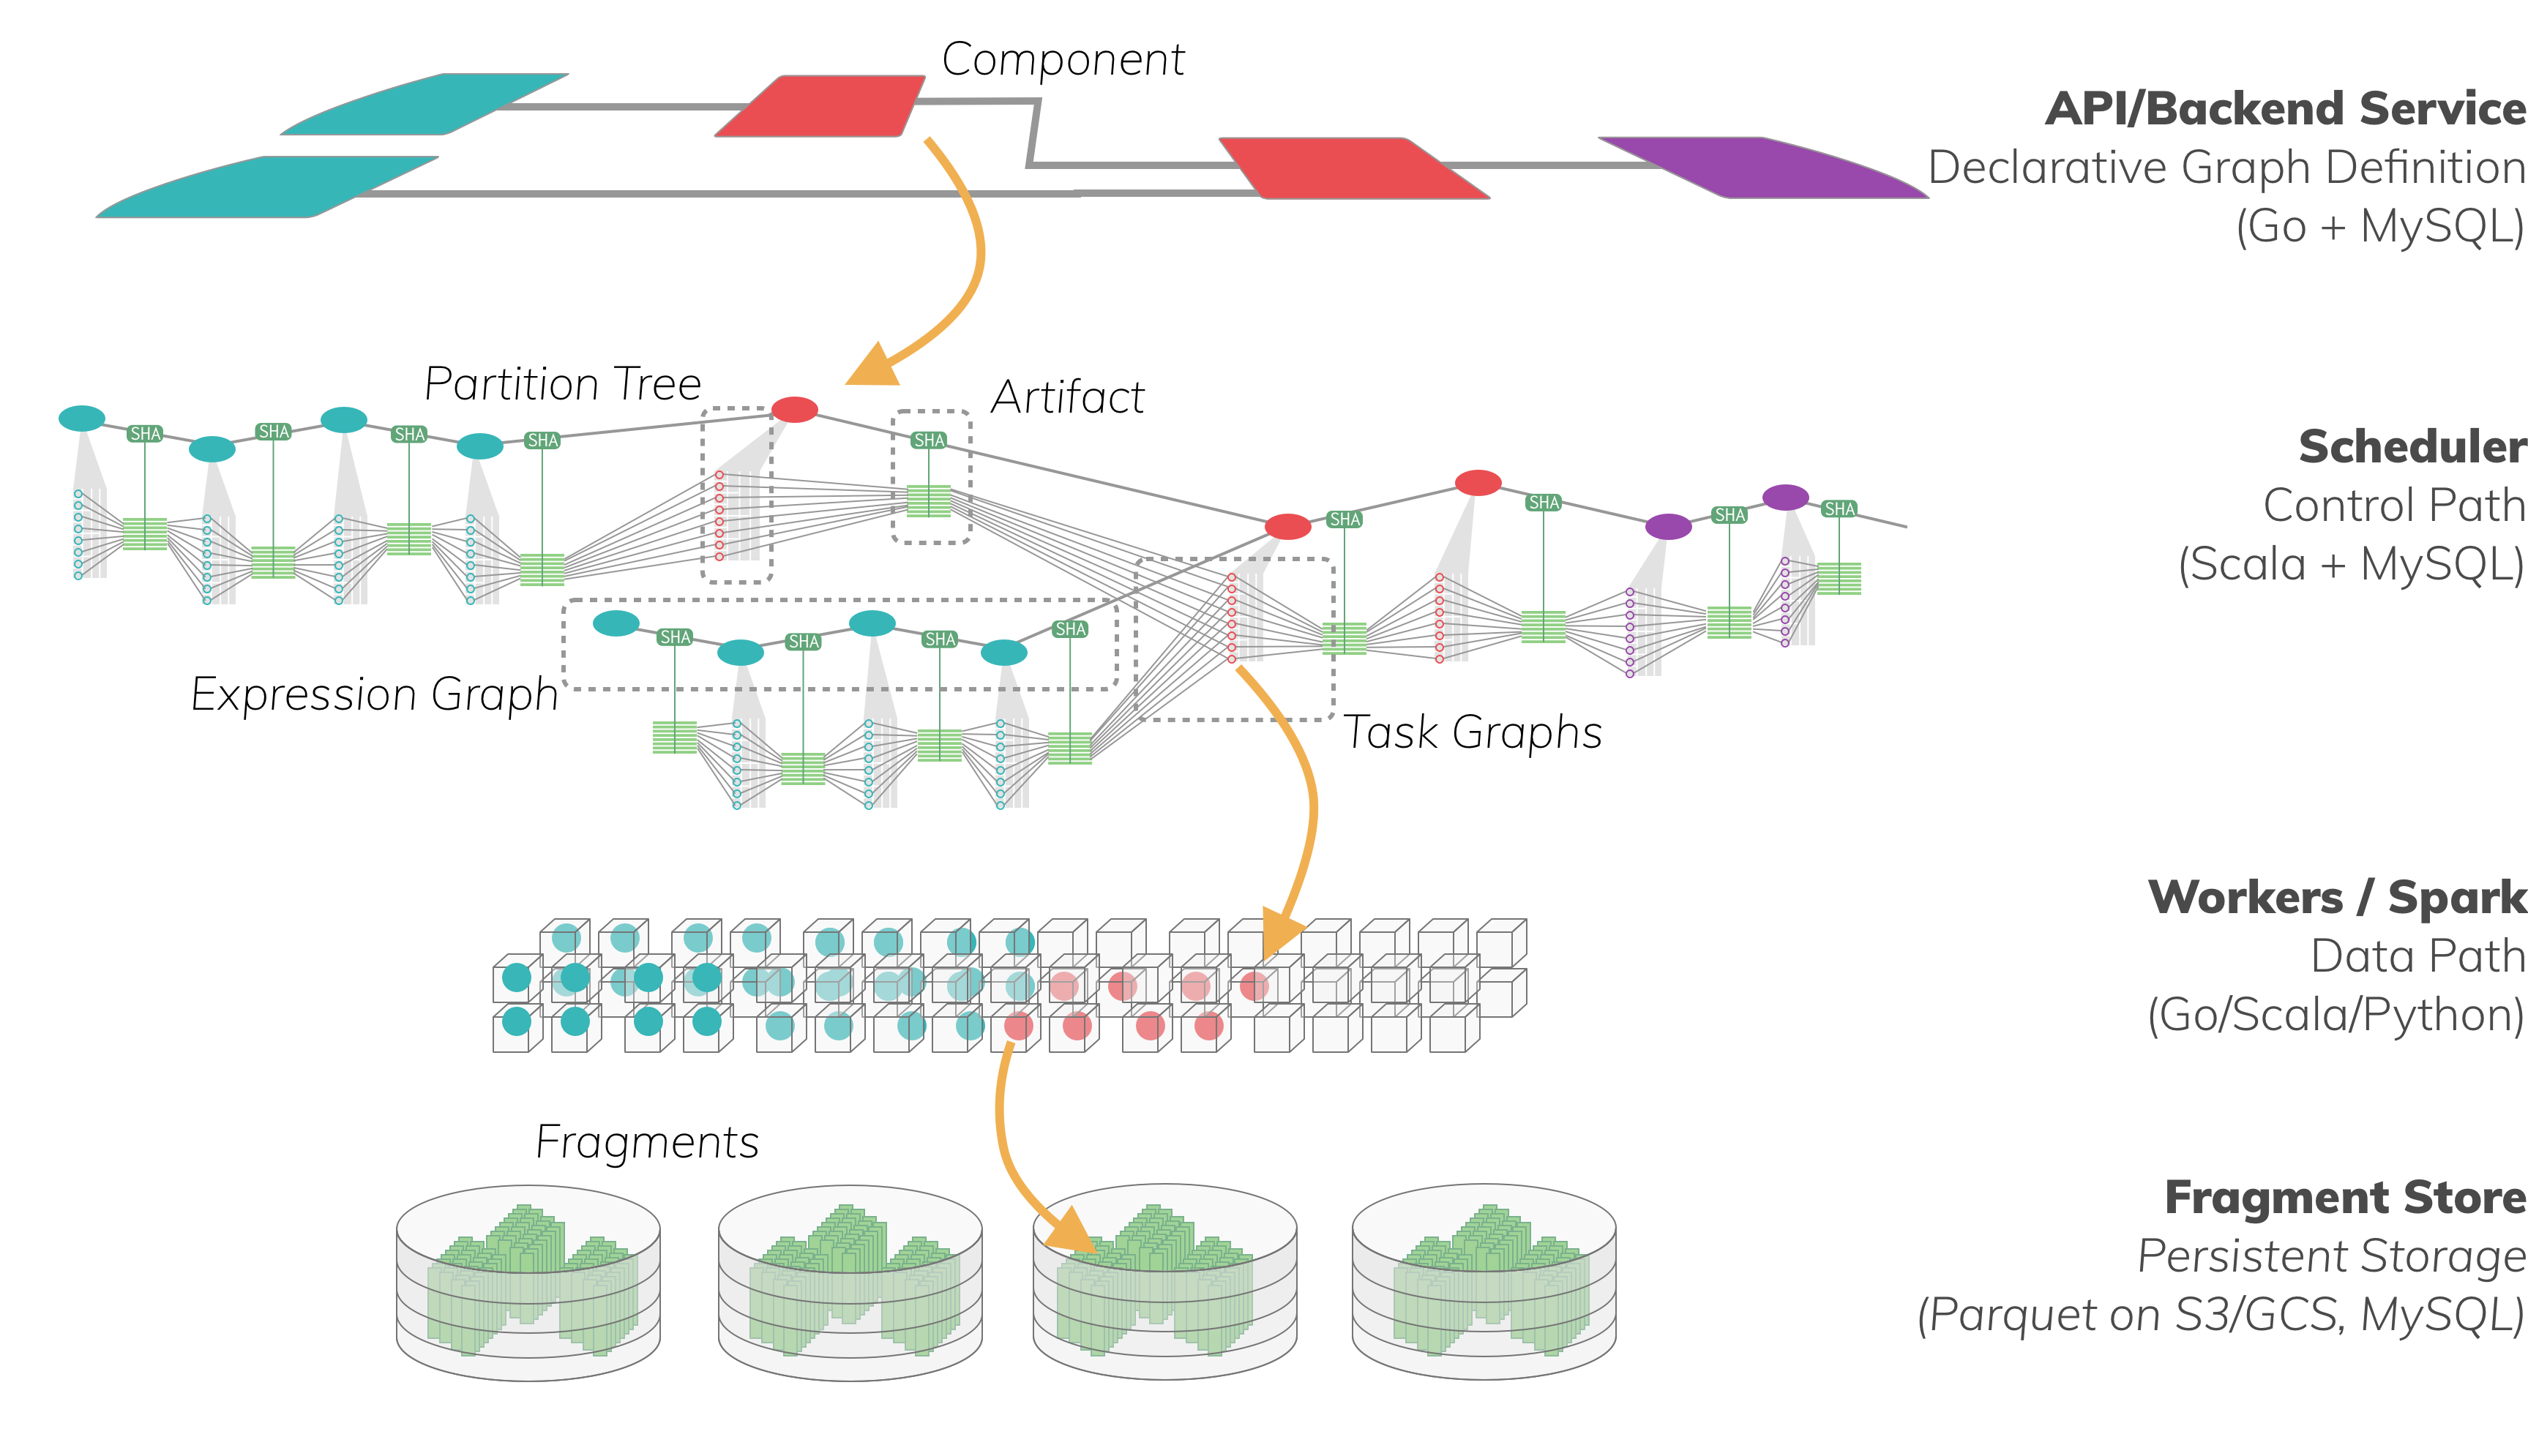 Component
API/Backend Service
Declarative Graph Definition
(Go + MySQL)
Partition Tree
Artifact
SHA
SHA
SHA
SHA
SHA
SHA
SHA
SHA
SHA
Scheduler
Control Path
(Scala + MySQL)
SHA
SHA
SHA
SHA
Expression Graph
Task Graphs
Workers / Spark
Data Path
(Go/Scala/Python)
Fragments
Fragment Store
Persistent Storage
(Parquet on S3/GCS, MySQL)